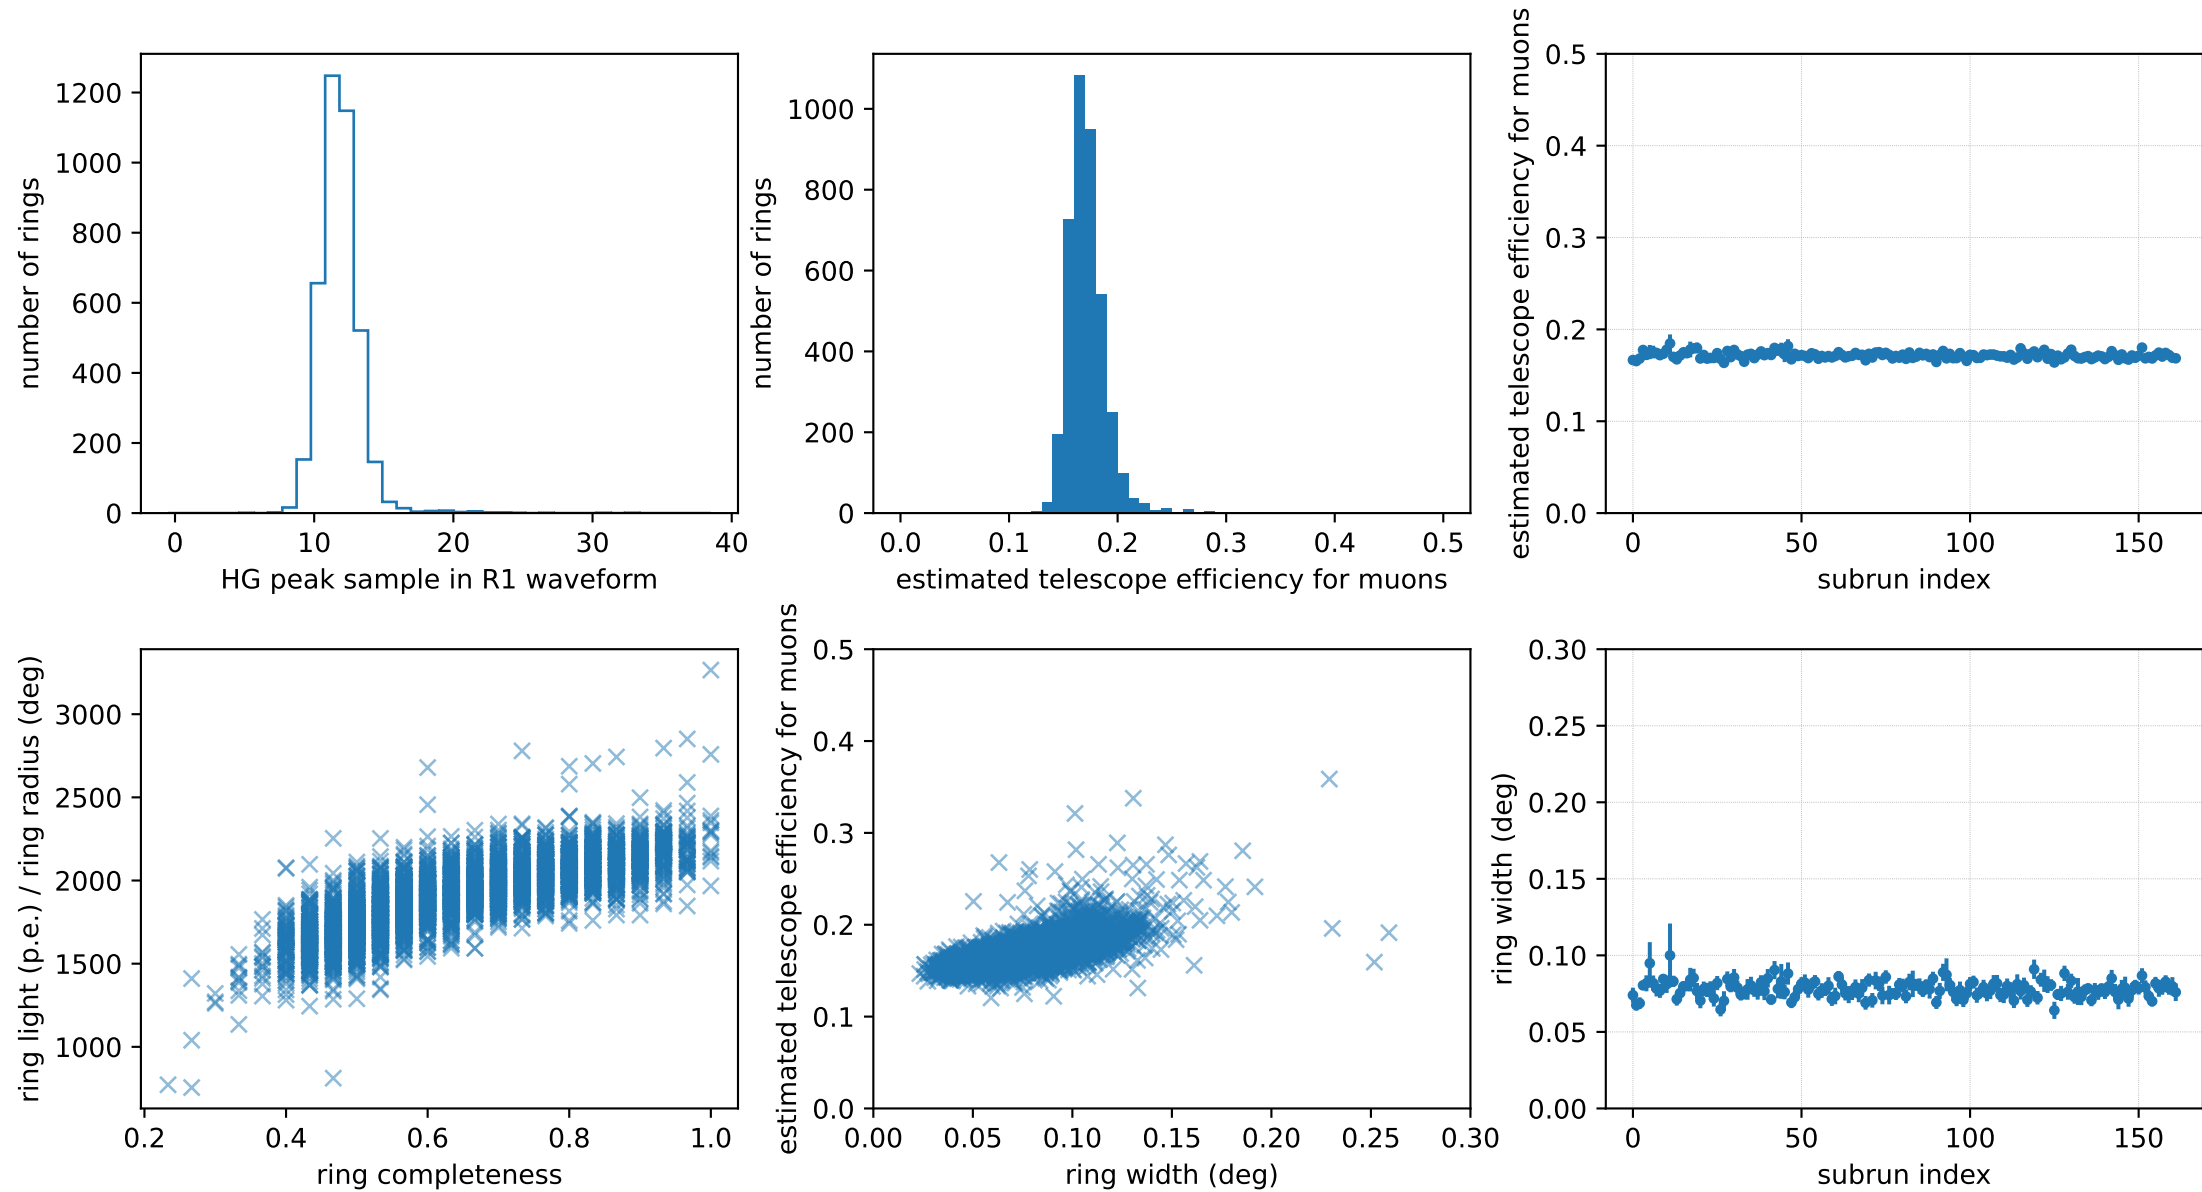 number of rings
1200
1000
800
600
400
200
0
0 10 20 30 40
HG peak sample in R1 waveform
number of rings
1000
800
600
400
200
0
0.0 0.1 0.2 0.3 0.4 0.5
estimated telescope efficiency for muons
estimated telescope efficiency for muons
0.5
0.4
0.3
0.2
0.1
0.0
0 50 100 150
subrun index
ring light (p.e.) / ring radius (deg)
3000
2500
2000
1500
1000
0.2 0.4 0.6 0.8 1.0
ring completeness
estimated telescope efficiency for muons
0.5
0.4
0.3
0.2
0.1
0.0
0.00 0.05 0.10 0.15 0.20 0.25 0.30
ring width (deg)
ring width (deg)
0.30
0.25
0.20
0.15
0.10
0.05
0.00
0 50 100 150
subrun index